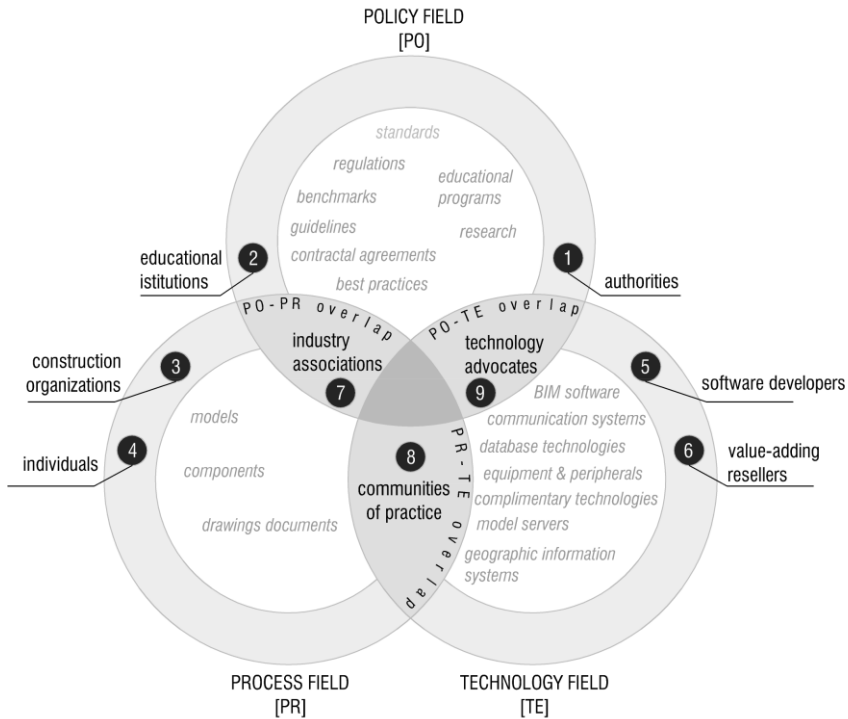 POLICY FIELD
[PO]
standards
regulations
educational
programs
benchmarks
guidelines
research
contractal agreements
best practices
educational
istitutions
2
1
authorities
PO-PR overlap
PO-TE overlap
industry
associations
7
technology
advocates
9
construction
organizations
3
5
software developers
individuals
4
6
value-adding
resellers
models
components
drawings documents
8
communities
of practice
PR-TE overlap
BIM software
communication systems
database technologies
equipment & peripherals
complimentary technologies
model servers
geographic information
systems
PROCESS FIELD
[PR]
TECHNOLOGY FIELD
[TE]